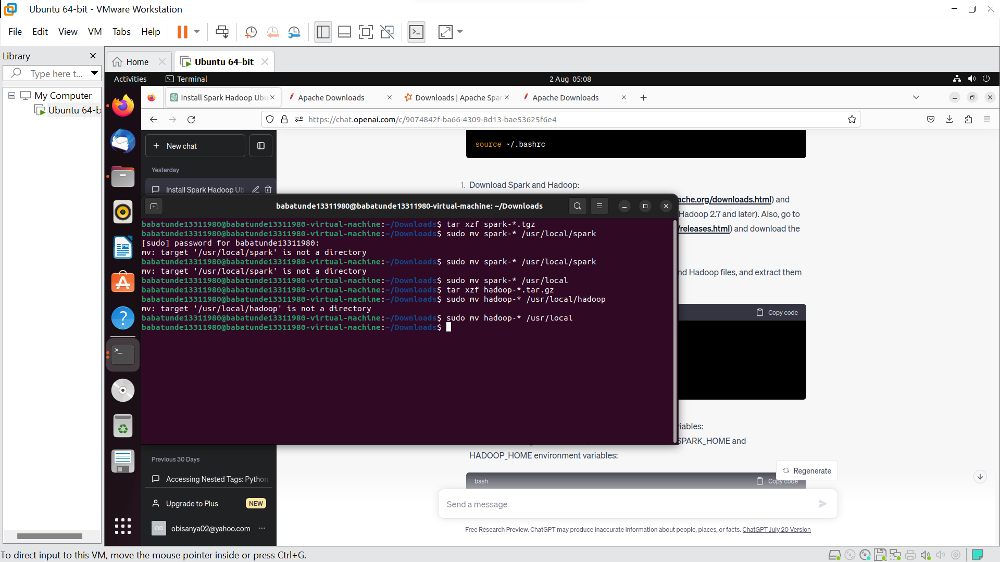 Ubuntu 64-bit - VMware Workstation
File Edit View VM Tabs Help
Library
Type here t...
My Computer
Ubuntu 64-b
Home
Ubuntu 64-bit
Activities
Terminal
2 Aug 05:08
Install Spark Hadoop Ubu
Apache Downloads
Downloads | Apache Spar
Apache Downloads
https://chat.openai.com/c/9074842f-ba66-4309-8d13-bae53625f6e4
New chat
Yesterday
Install Spark Hadoop Ub
source ~/.bashrc
1. Download Spark and Hadoop:
ache.org/downloads.html) and
Hadoop 2.7 and later). Also, go to
/releases.html) and download the
nd Hadoop files, and extract them
Copy code
babatunde13311980@babatunde13311980-virtual-machine: ~/Downloads
babatunde13311980@babatunde13311980-virtual-machine:~/Downloads$ tar xzf spark-*.tgz
babatunde13311980@babatunde13311980-virtual-machine:~/Downloads$ sudo mv spark-* /usr/local/spark
[sudo] password for babatunde13311980:
mv: target '/usr/local/spark' is not a directory
babatunde13311980@babatunde13311980-virtual-machine:~/Downloads$ sudo mv spark-* /usr/local/spark
mv: target '/usr/local/spark' is not a directory
babatunde13311980@babatunde13311980-virtual-machine:~/Downloads$ sudo mv spark-* /usr/local
babatunde13311980@babatunde13311980-virtual-machine:~/Downloads$ tar xzf hadoop-*.tar.gz
babatunde13311980@babatunde13311980-virtual-machine:~/Downloads$ sudo mv hadoop-* /usr/local/hadoop
mv: target '/usr/local/hadoop' is not a directory
babatunde13311980@babatunde13311980-virtual-machine:~/Downloads$ sudo mv hadoop-* /usr/local
babatunde13311980@babatunde13311980-virtual-machine:~/Downloads$
riables:
SPARK_HOME and
HADOOP_HOME environment variables:
Previous 30 Days
Accessing Nested Tags: Python
Upgrade to Plus
NEW
OB
obisanya02@yahoo.com
Regenerate
bash
Copy code
Send a message
Free Research Preview. ChatGPT may produce inaccurate information about people, places, or facts. ChatGPT July 20 Version
To direct input to this VM, move the mouse pointer inside or press Ctrl+G.